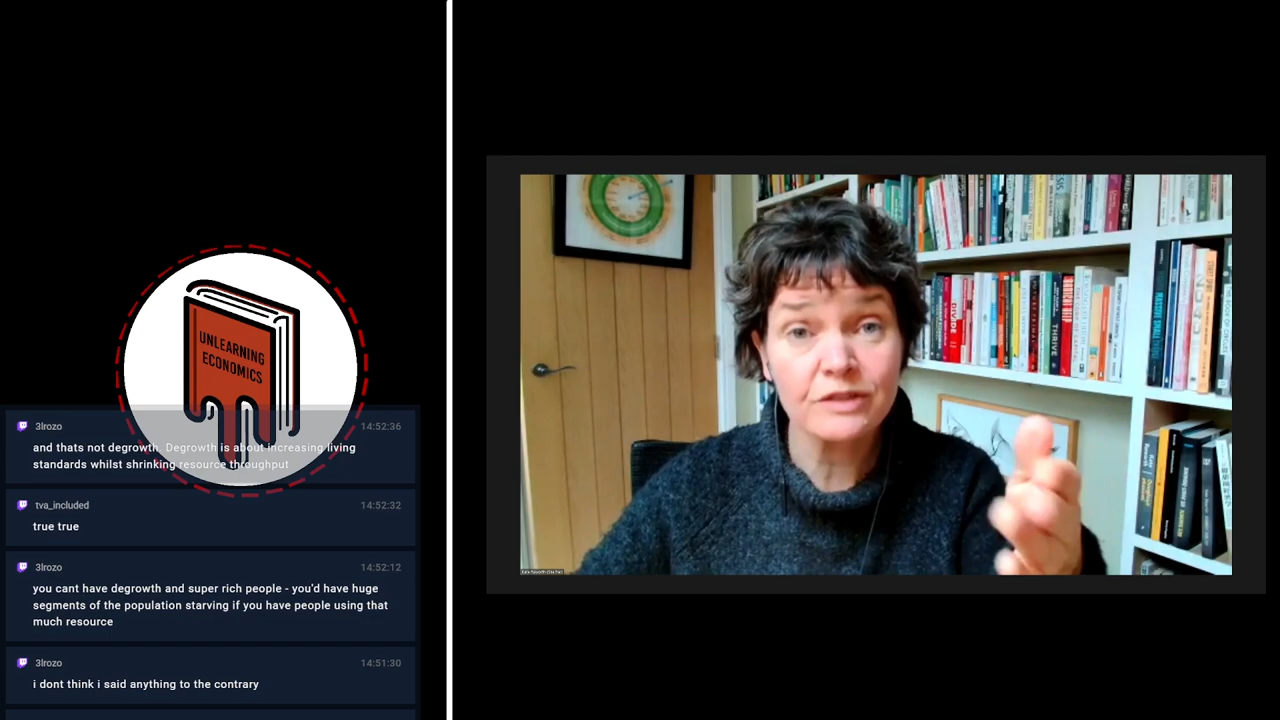 UNLEARNING
ECONOMICS
3lrozo 14:52:36
and thats not degrowth. Degrowth is about increasing living
standards whilst shrinking resource throughput
tva_included 14:52:32
true true
3lrozo 14:52:12
you cant have degrowth and super rich people - you'd have huge
segments of the population starving if you have people using that
much resource
3lrozo 14:51:30
i dont think i said anything to the contrary
DIVIDE
THRIVE